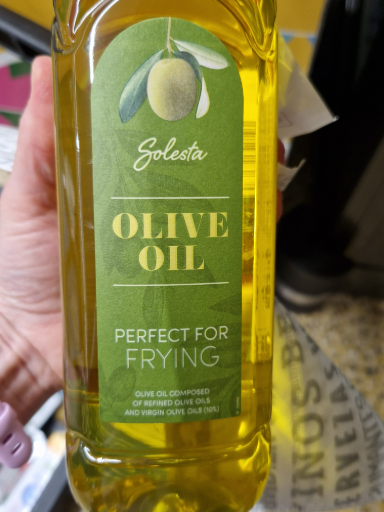 Solesta
OLIVE
OIL
PERFECT FOR
FRYING
OLIVE OIL COMPOSED
OF REFINED OLIVE OILS
AND VIRGIN OLIVE OILS (10%)